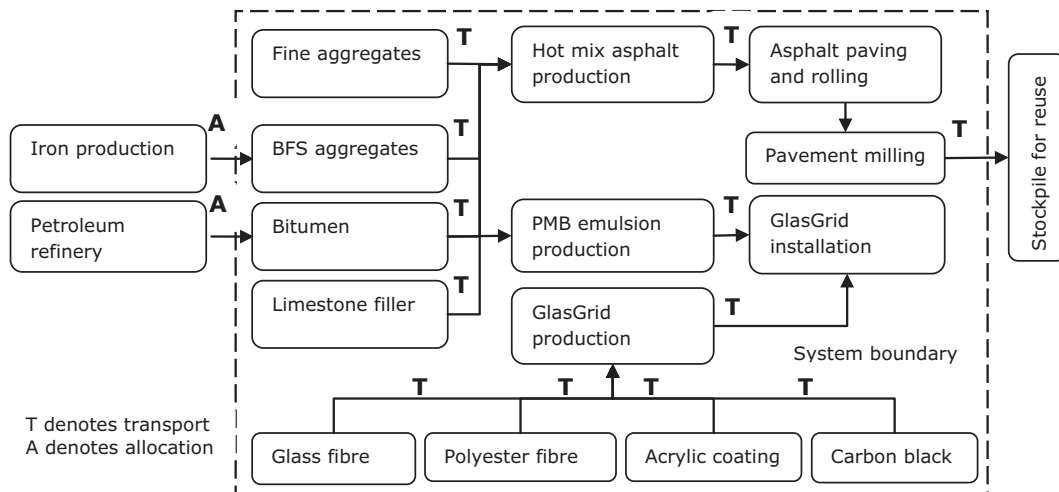 Fine aggregates
T
Hot mix asphalt
production
T
Asphalt paving
and rolling
Iron production
A
BFS aggregates
T
Pavement milling
T
Stockpile for reuse
Petroleum
refinery
A
Bitumen
T
PMB emulsion
production
T
GlasGrid
installation
Limestone filler
T
GlasGrid
production
T
System boundary
T
T
T
T
T denotes transport
A denotes allocation
Glass fibre
Polyester fibre
Acrylic coating
Carbon black